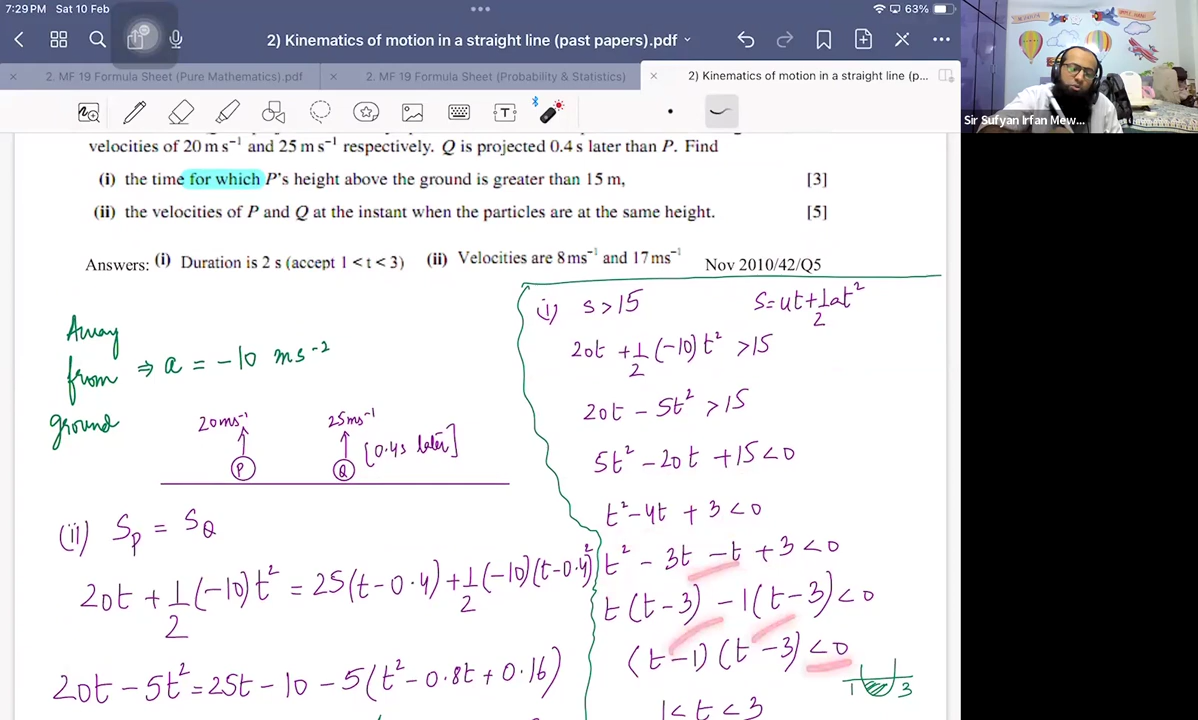 7:29 PM Sat 10 Feb
63%
2) Kinematics of motion in a straight line (past papers).pdf
2. MF 19 Formula Sheet (Pure Mathematics).pdf
2. MF 19 Formula Sheet (Probability & Statistics)
2) Kinematics of motion in a straight line (p...
Sir Sufyan Irfan Mew...
velocities of 20 m s⁻¹ and 25 m s⁻¹ respectively. Q is projected 0.4 s later than P. Find
(i) the time for which P's height above the ground is greater than 15 m, [3]
(ii) the velocities of P and Q at the instant when the particles are at the same height. [5]
Answers: (i) Duration is 2 s (accept 1 < t < 3) (ii) Velocities are 8 ms⁻¹ and 17 ms⁻¹ Nov 2010/42/Q5
Away from ground ⇒ a = -10 ms⁻²
20ms⁻¹ 25ms⁻¹
P Q [0.4s later]
(ii) Sp = SQ
20t + 1/2 (-10)t² = 25(t-0.4) + 1/2 (-10)(t-0.4)²
20t - 5t² = 25t - 10 - 5(t² - 0.8t + 0.16)
(i) S > 15 S = ut + 1/2 at²
20t + 1/2 (-10)t² > 15
20t - 5t² > 15
5t² - 20t + 15 < 0
t² - 4t + 3 < 0
t² - 3t - t + 3 < 0
t(t-3) - 1(t-3) < 0
(t-1)(t-3) < 0
1 3
1 < t < 3